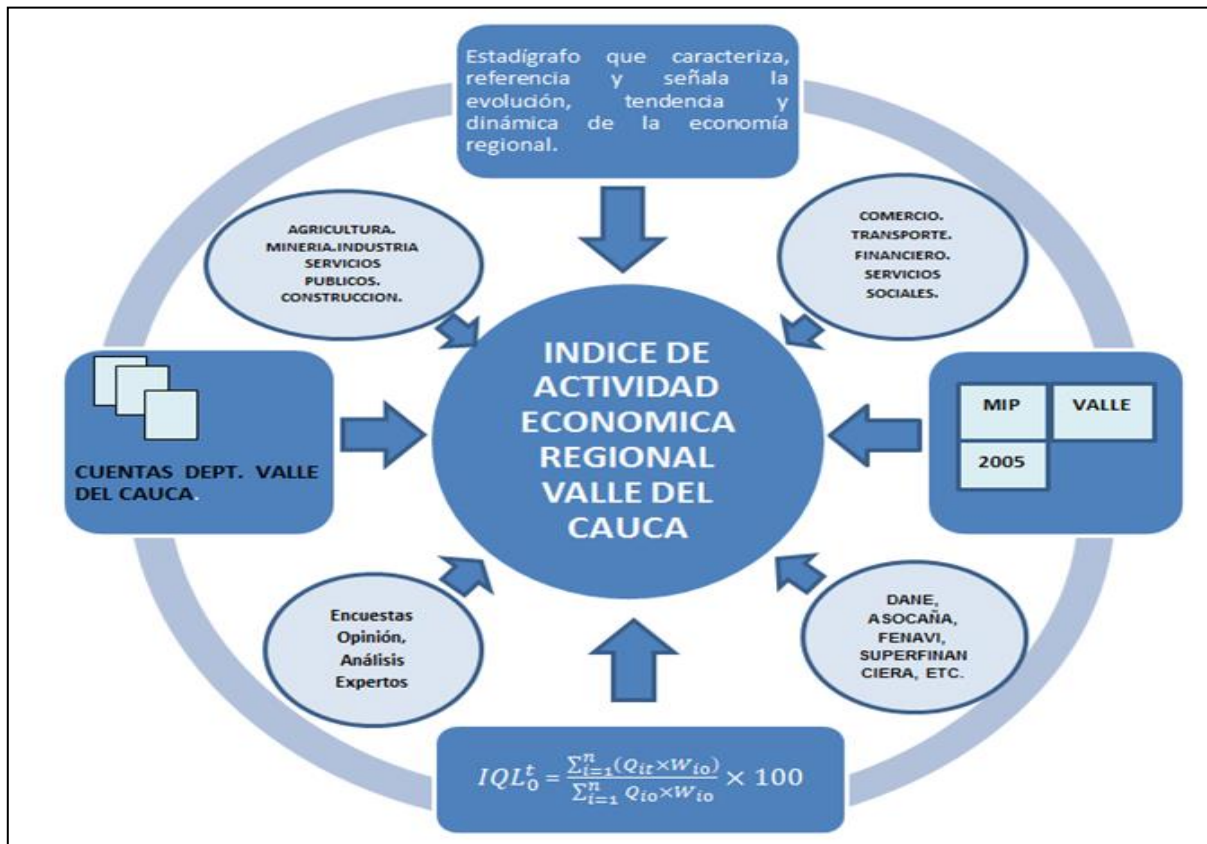 Estadígrafo que caracteriza,
referencia y señala la
evolución, tendencia y
dinámica de la economía
regional.
AGRICULTURA.
MINERIA.INDUSTRIA
SERVICIOS
PUBLICOS.
CONSTRUCCION.
COMERCIO.
TRANSPORTE.
FINANCIERO.
SERVICIOS
SOCIALES.
CUENTAS DEPT. VALLE
DEL CAUCA.
INDICE DE
ACTIVIDAD
ECONOMICA
REGIONAL
VALLE DEL
CAUCA
MIP VALLE
2005
Encuestas
Opinión,
Análisis
Expertos
DANE,
ASOCAÑA,
FENAVI,
SUPERFINAN
CIERA, ETC.
$IQL_0^t = \frac{\sum_{i=1}^{n}(Q_{it} \times W_{io})}{\sum_{i=1}^{n} Q_{io} \times W_{io}} \times 100$